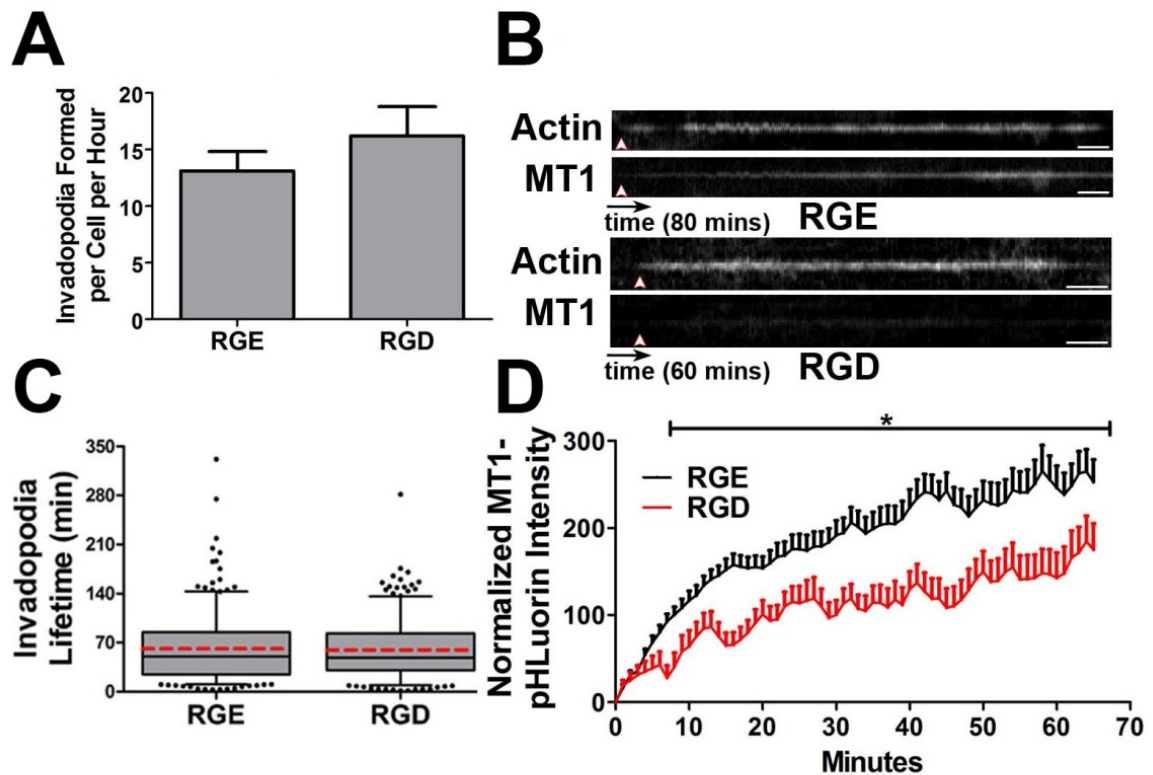 A
Invadopodia Formed
per Cell per Hour
20
15
10
5
0
RGE
RGD
B
Actin
MT1
time (80 mins)
RGE
Actin
MT1
time (60 mins)
RGD
C
Invadopodia
Lifetime (min)
350
280
210
140
70
0
RGE
RGD
D
Normalized MT1-
pHLuorin Intensity
300
200
100
0
*
RGE
RGD
0
10
20
30
40
50
60
70
Minutes